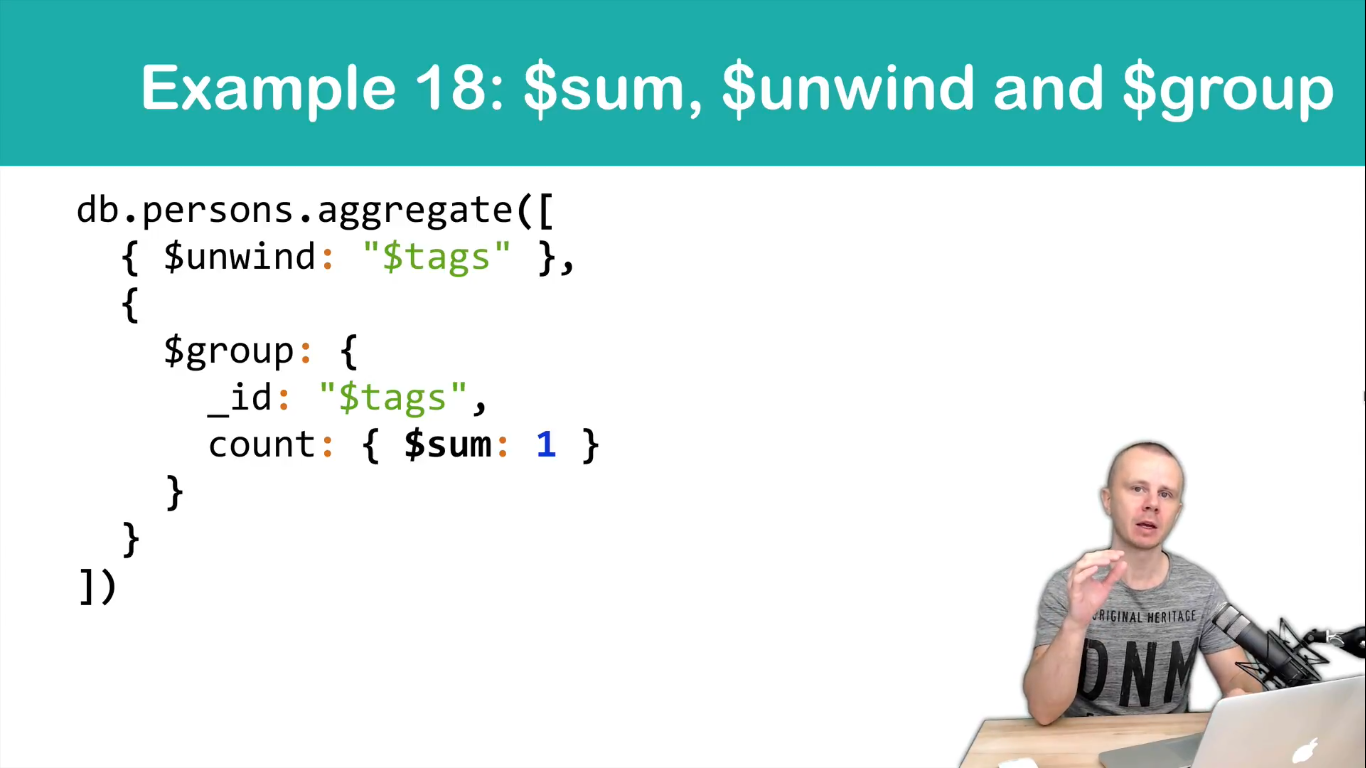 Example 18: $sum, $unwind and $group
db.persons.aggregate([
{ $unwind: "$tags" },
{
$group: {
_id: "$tags",
count: { $sum: 1 }
}
}
])
ORIGINAL HERITAGE
DNM